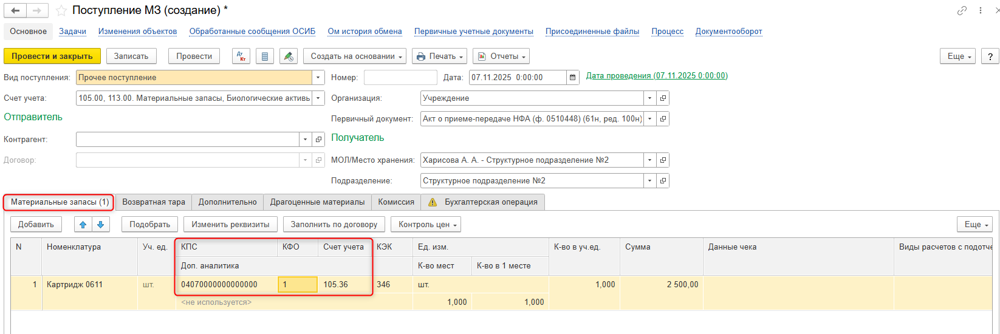 Поступление МЗ (создание) *
Основное Задачи Изменения объектов Обработанные сообщения ОСИБ Ом история обмена Первичные учетные документы Присоединенные файлы Процесс Документооборот
Провести и закрыть Записать Провести Дт Кт Создать на основании Печать Отчеты Еще ?
Вид поступления: Прочее поступление Номер: Дата: 07.11.2025 0:00:00 Дата проведения (07.11.2025 0:00:00)
Счет учета: 105.00, 113.00. Материальные запасы, Биологические активы Организация: Учреждение
Отправитель Первичный документ: Акт о приеме-передаче НФА (ф. 0510448) (61н, ред. 100н)
Контрагент: Получатель
Договор: МОЛ/Место хранения: Харисова А. А. - Структурное подразделение №2
Подразделение: Структурное подразделение №2
Материальные запасы (1) Возвратная тара Дополнительно Драгоценные материалы Комиссия Бухгалтерская операция
Добавить Подобрать Изменить реквизиты Заполнить по договору Контроль цен Еще
N Номенклатура Уч. ед. КПС КФО Счет учета КЭК Ед. изм. К-во в уч.ед. Сумма Данные чека Виды расчетов с подотче
Доп. аналитика К-во мест К-во в 1 месте
1 Картридж 0611 шт. 04070000000000000 1 105.36 346 шт. 1,000 2 500,00
<не используется> 1,000 1,000